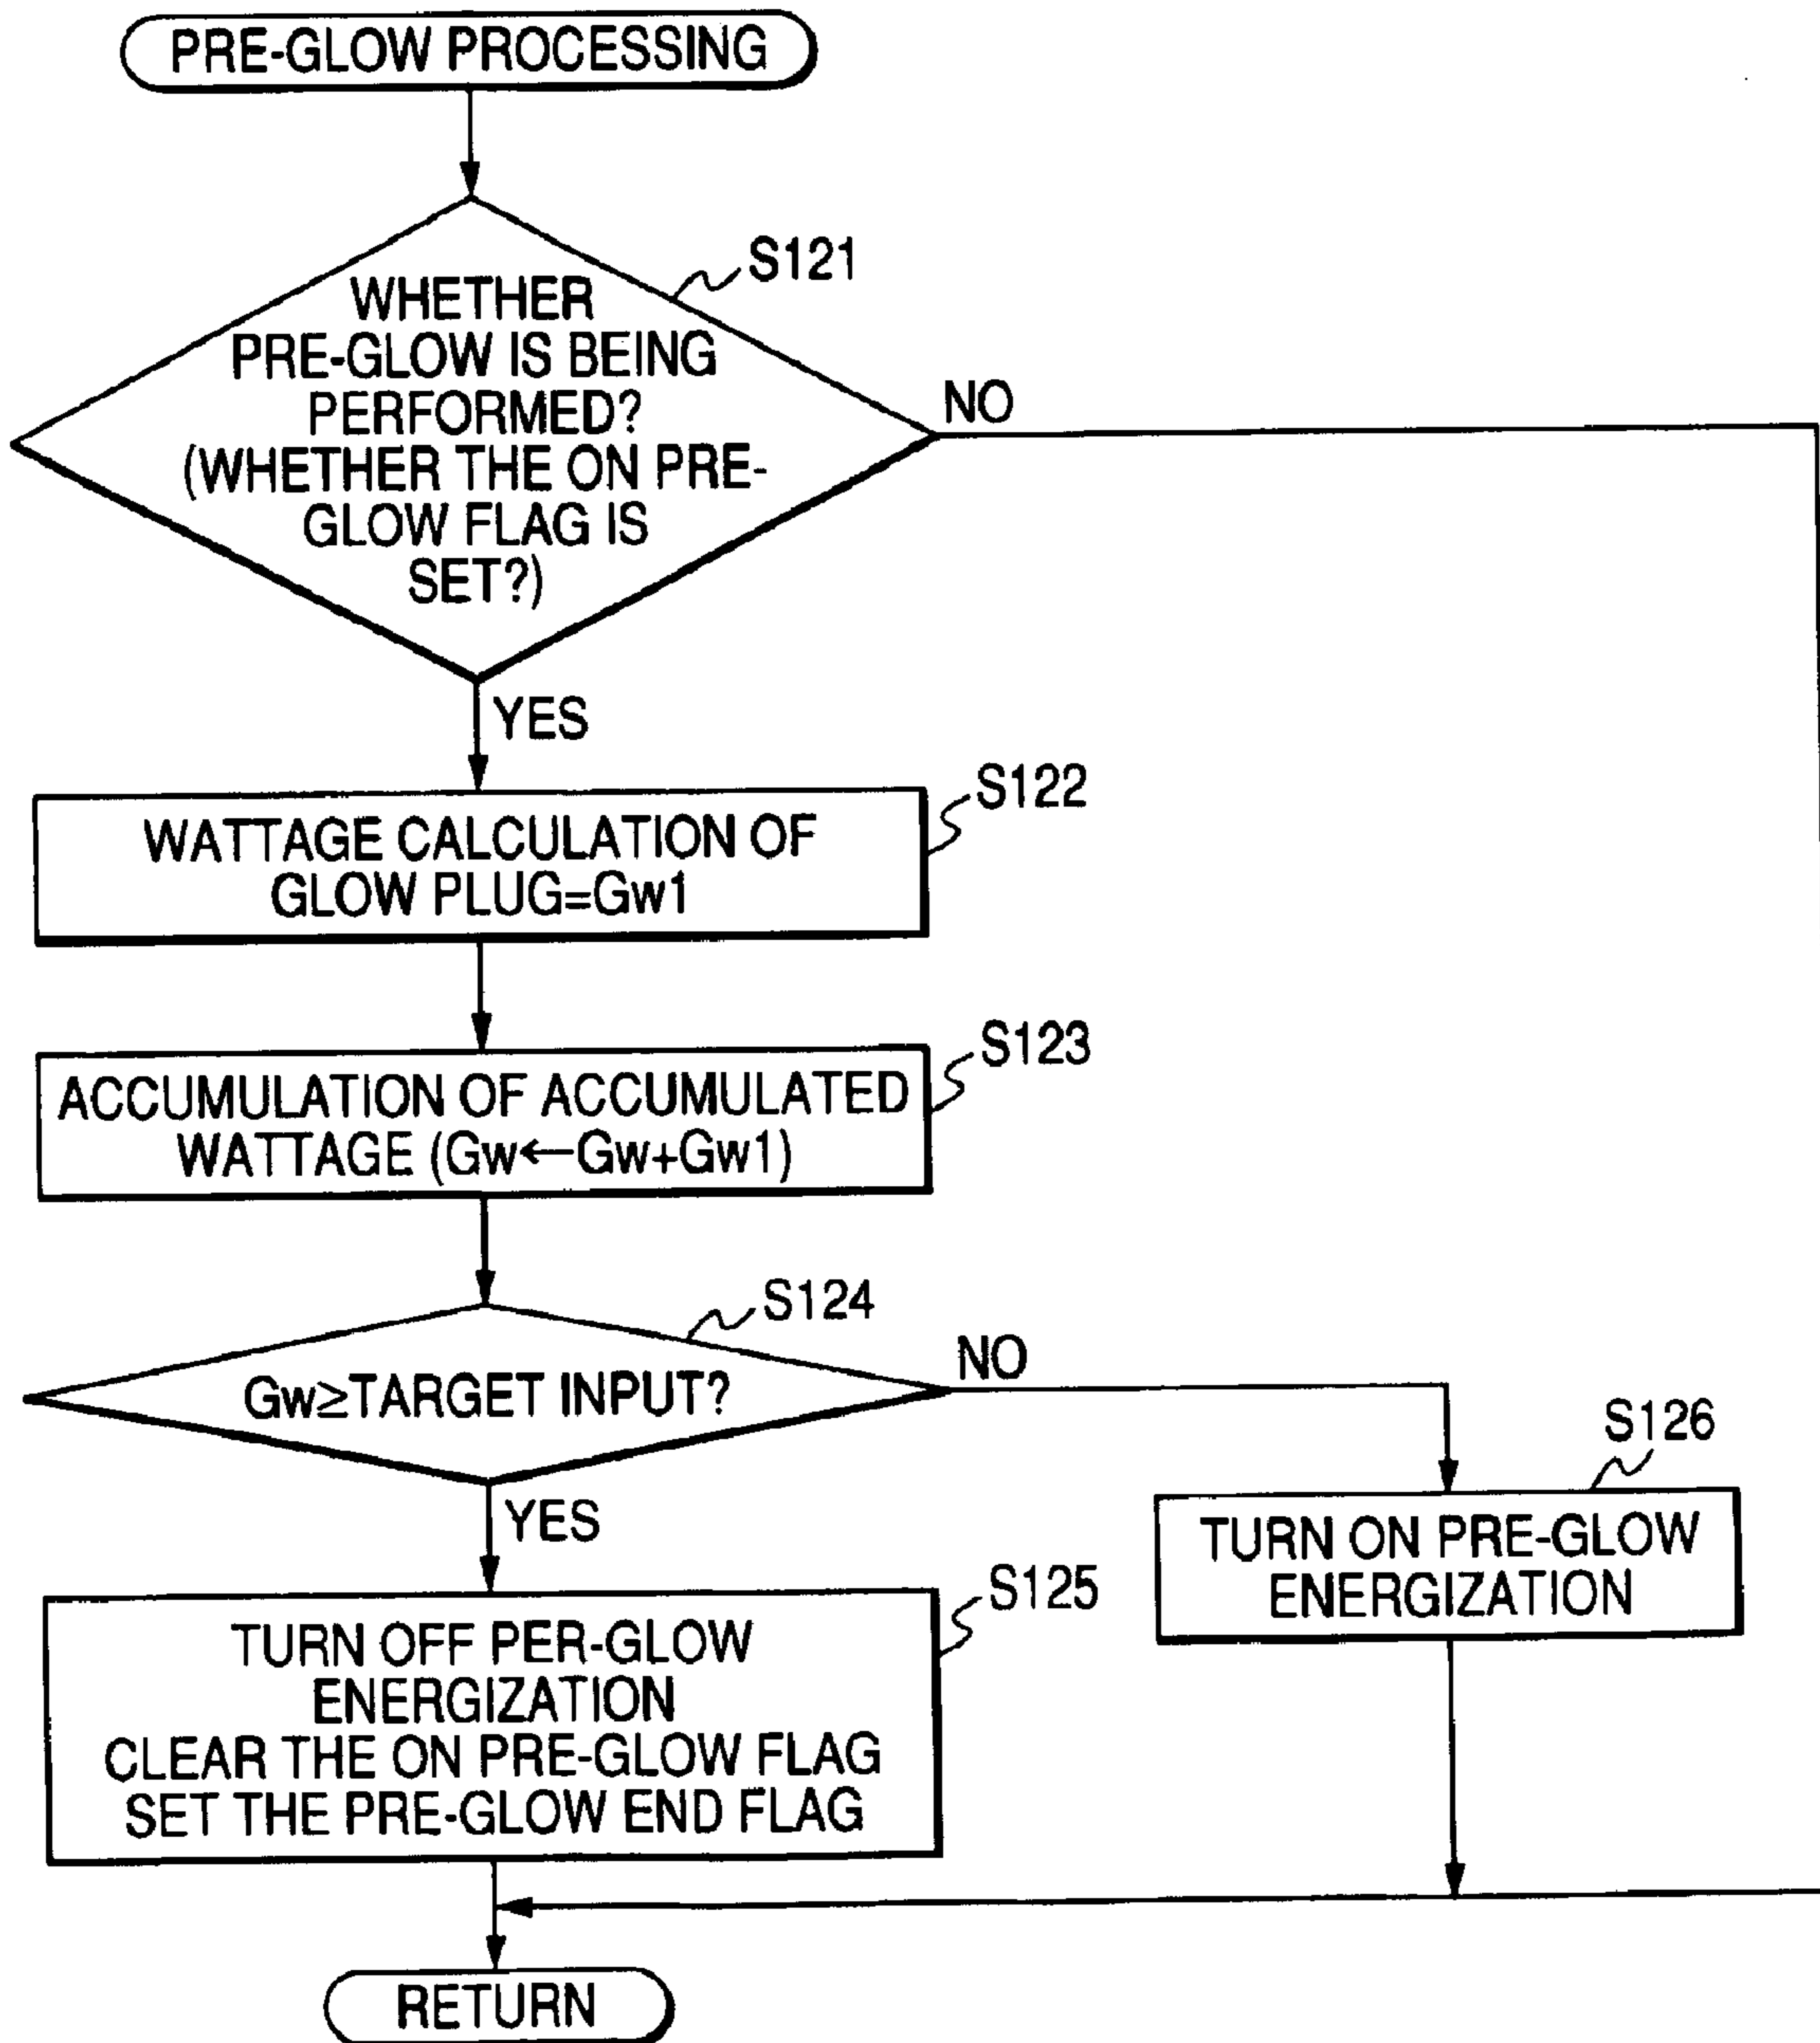 PRE-GLOW PROCESSING
S121
WHETHER
PRE-GLOW IS BEING
PERFORMED?
(WHETHER THE ON PRE-
GLOW FLAG IS
SET?)
NO
YES
S122
WATTAGE CALCULATION OF
GLOW PLUG=Gw1
S123
ACCUMULATION OF ACCUMULATED
WATTAGE (Gw←Gw+Gw1)
S124
Gw≥TARGET INPUT?
NO
YES
S126
TURN ON PRE-GLOW
ENERGIZATION
S125
TURN OFF PER-GLOW
ENERGIZATION
CLEAR THE ON PRE-GLOW FLAG
SET THE PRE-GLOW END FLAG
RETURN